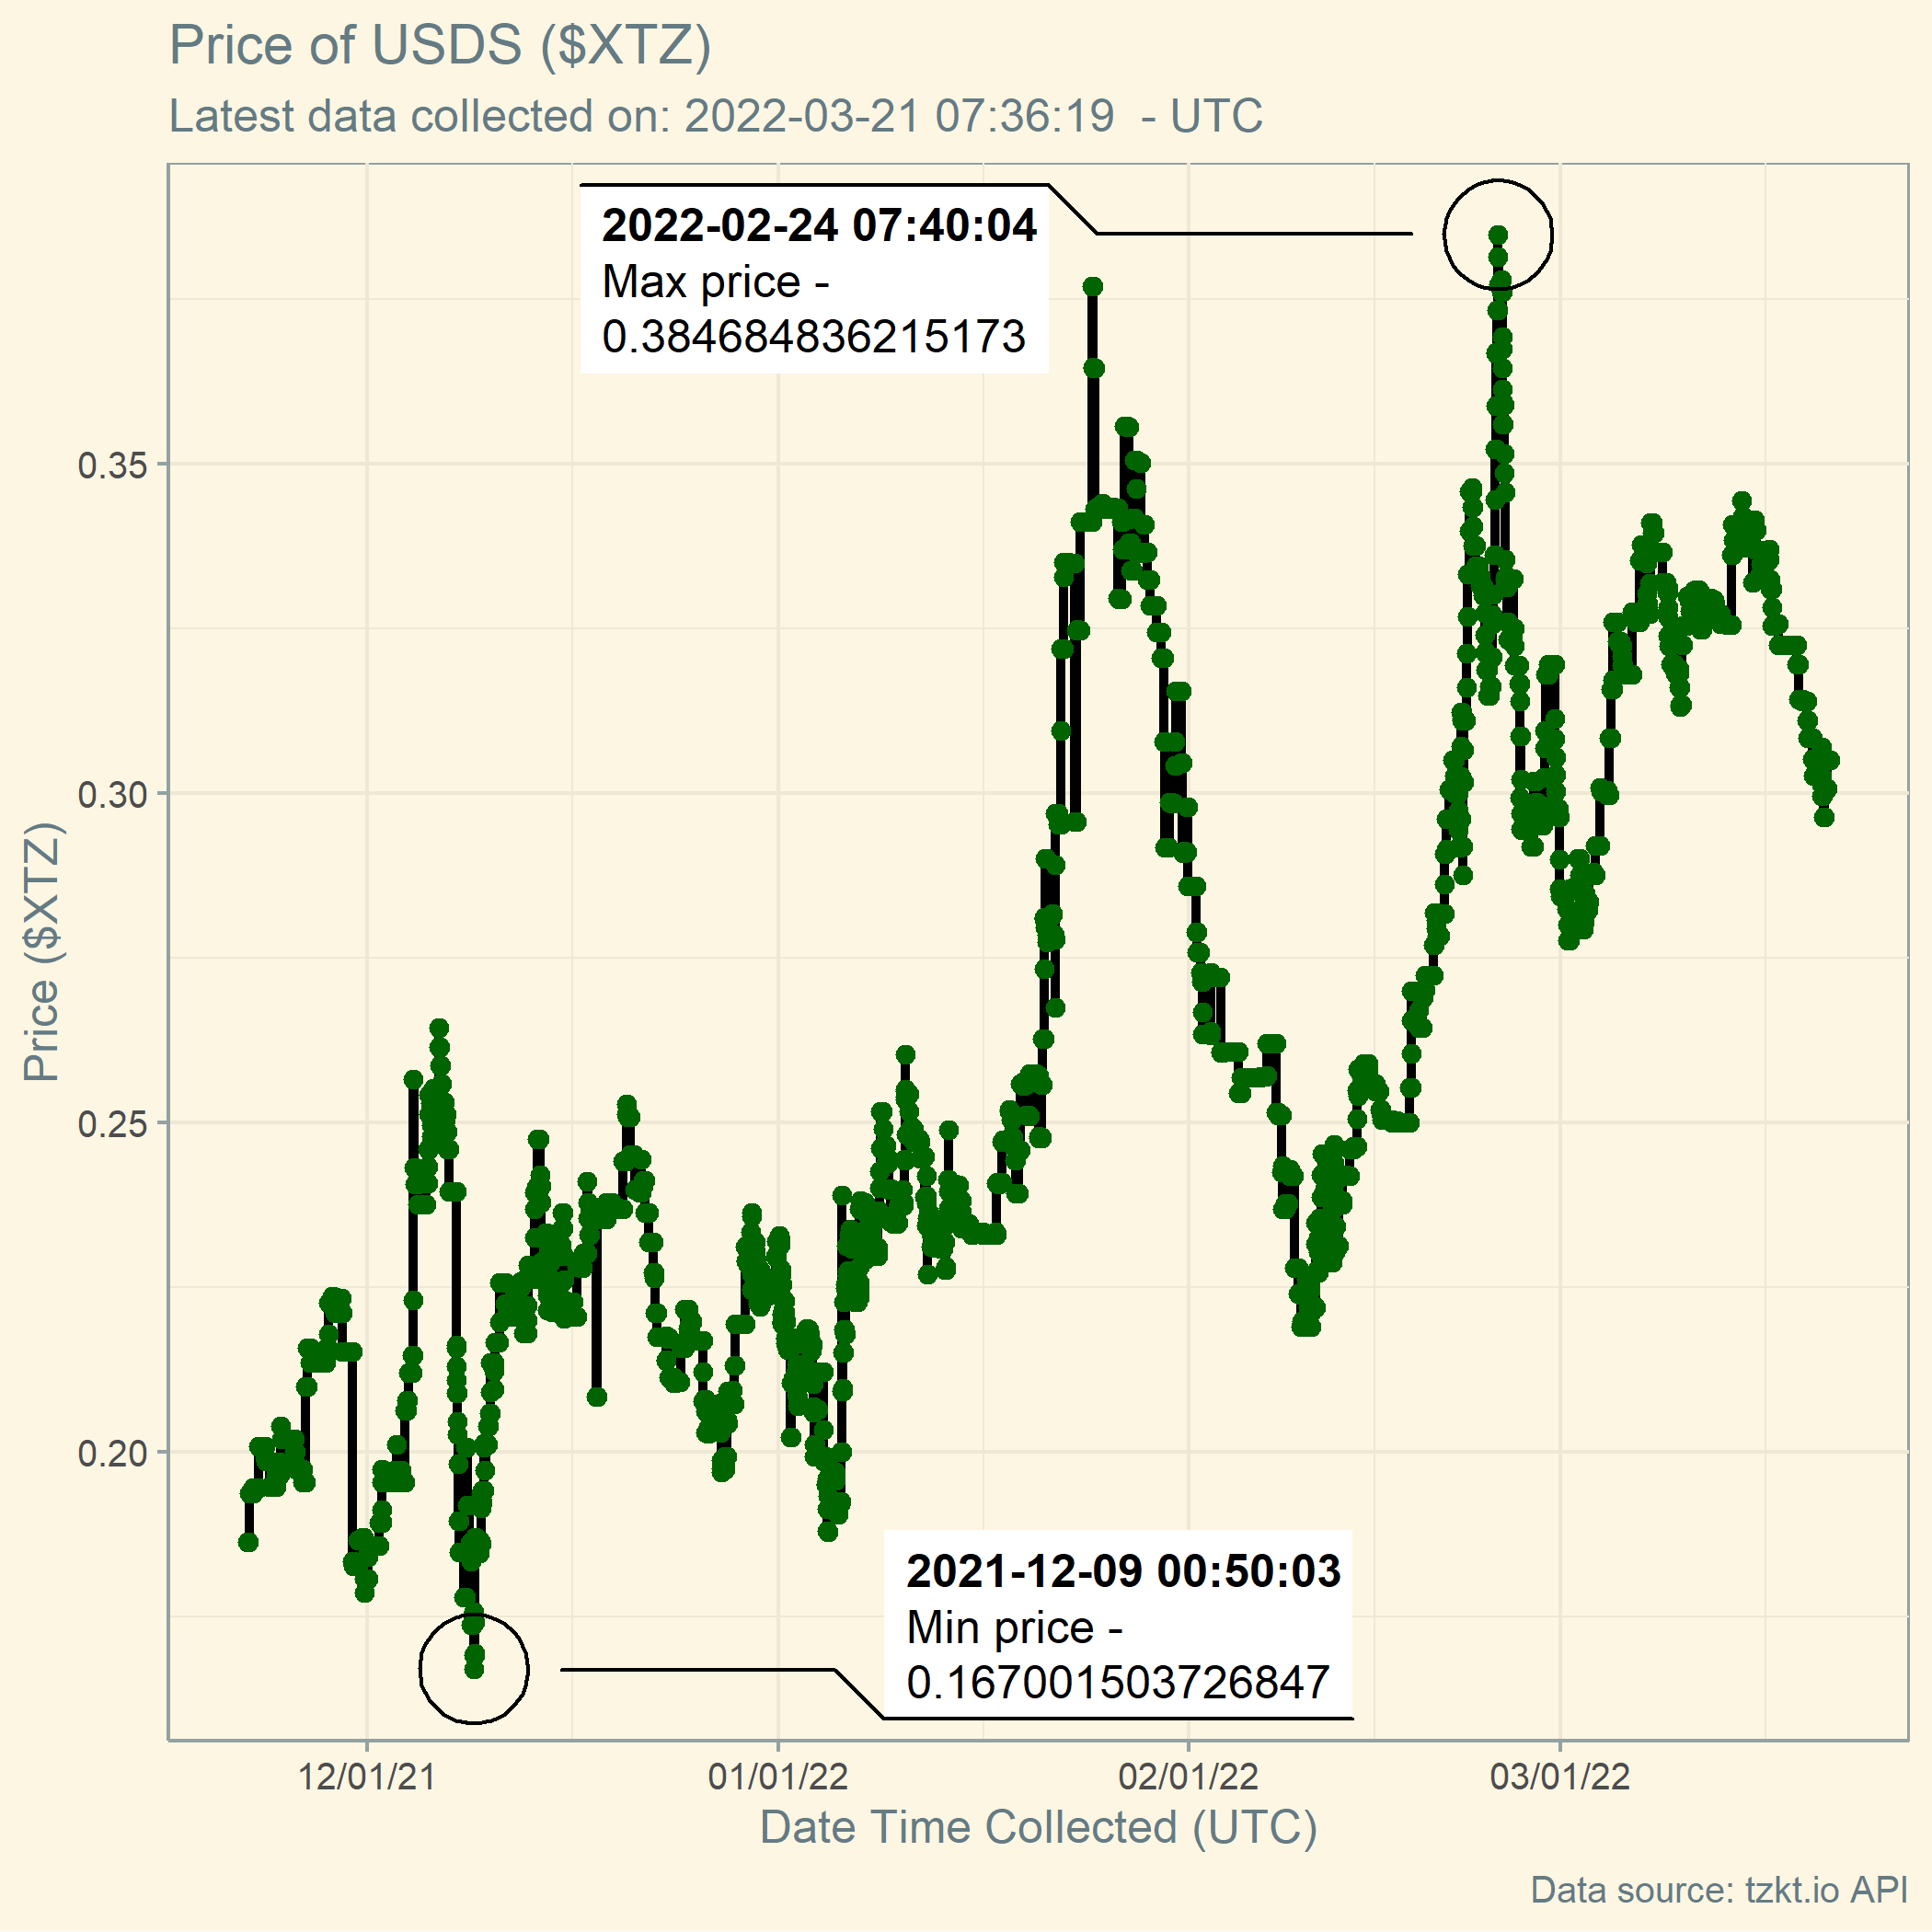 Price of USDS ($XTZ)
Latest data collected on: 2022-03-21 07:36:19  - UTC
2022-02-24 07:40:04
Max price -
0.384684836215173
0.35
0.30
0.25
0.20
Price ($XTZ)
2021-12-09 00:50:03
Min price -
0.167001503726847
12/01/21
01/01/22
02/01/22
03/01/22
Date Time Collected (UTC)
Data source: tzkt.io API